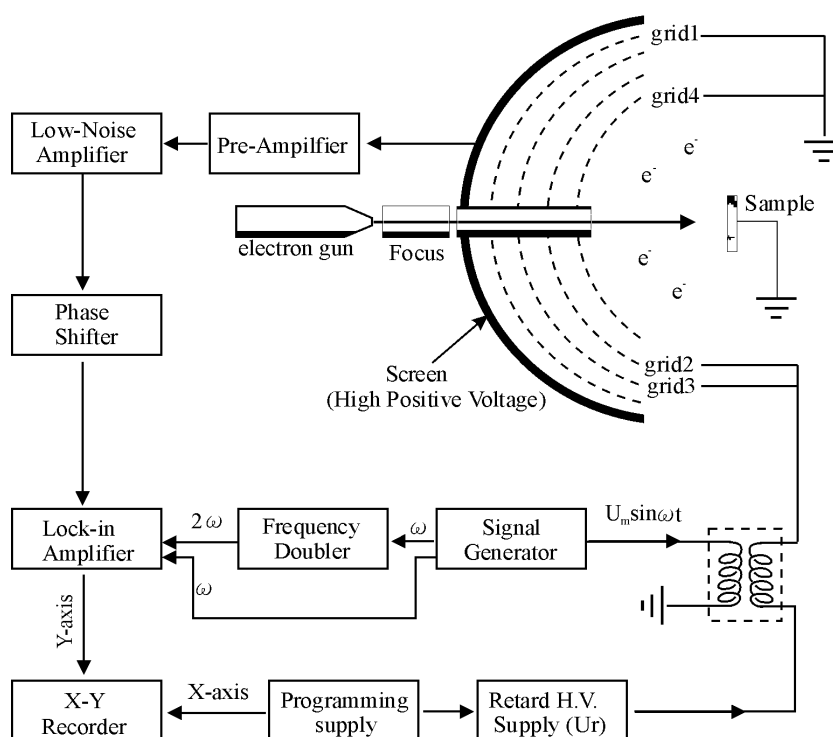 grid1
grid4
Low-Noise
Amplifier
Pre-Ampilfier
e-
e-
Sample
electron gun
Focus
e-
e-
Phase
Shifter
Screen
(High Positive Voltage)
grid2
grid3
Lock-in
Amplifier
2ω
Frequency
Doubler
ω
Signal
Generator
Umsinωt
ω
Y-axis
X-Y
Recorder
X-axis
Programming
supply
Retard H.V.
Supply (Ur)